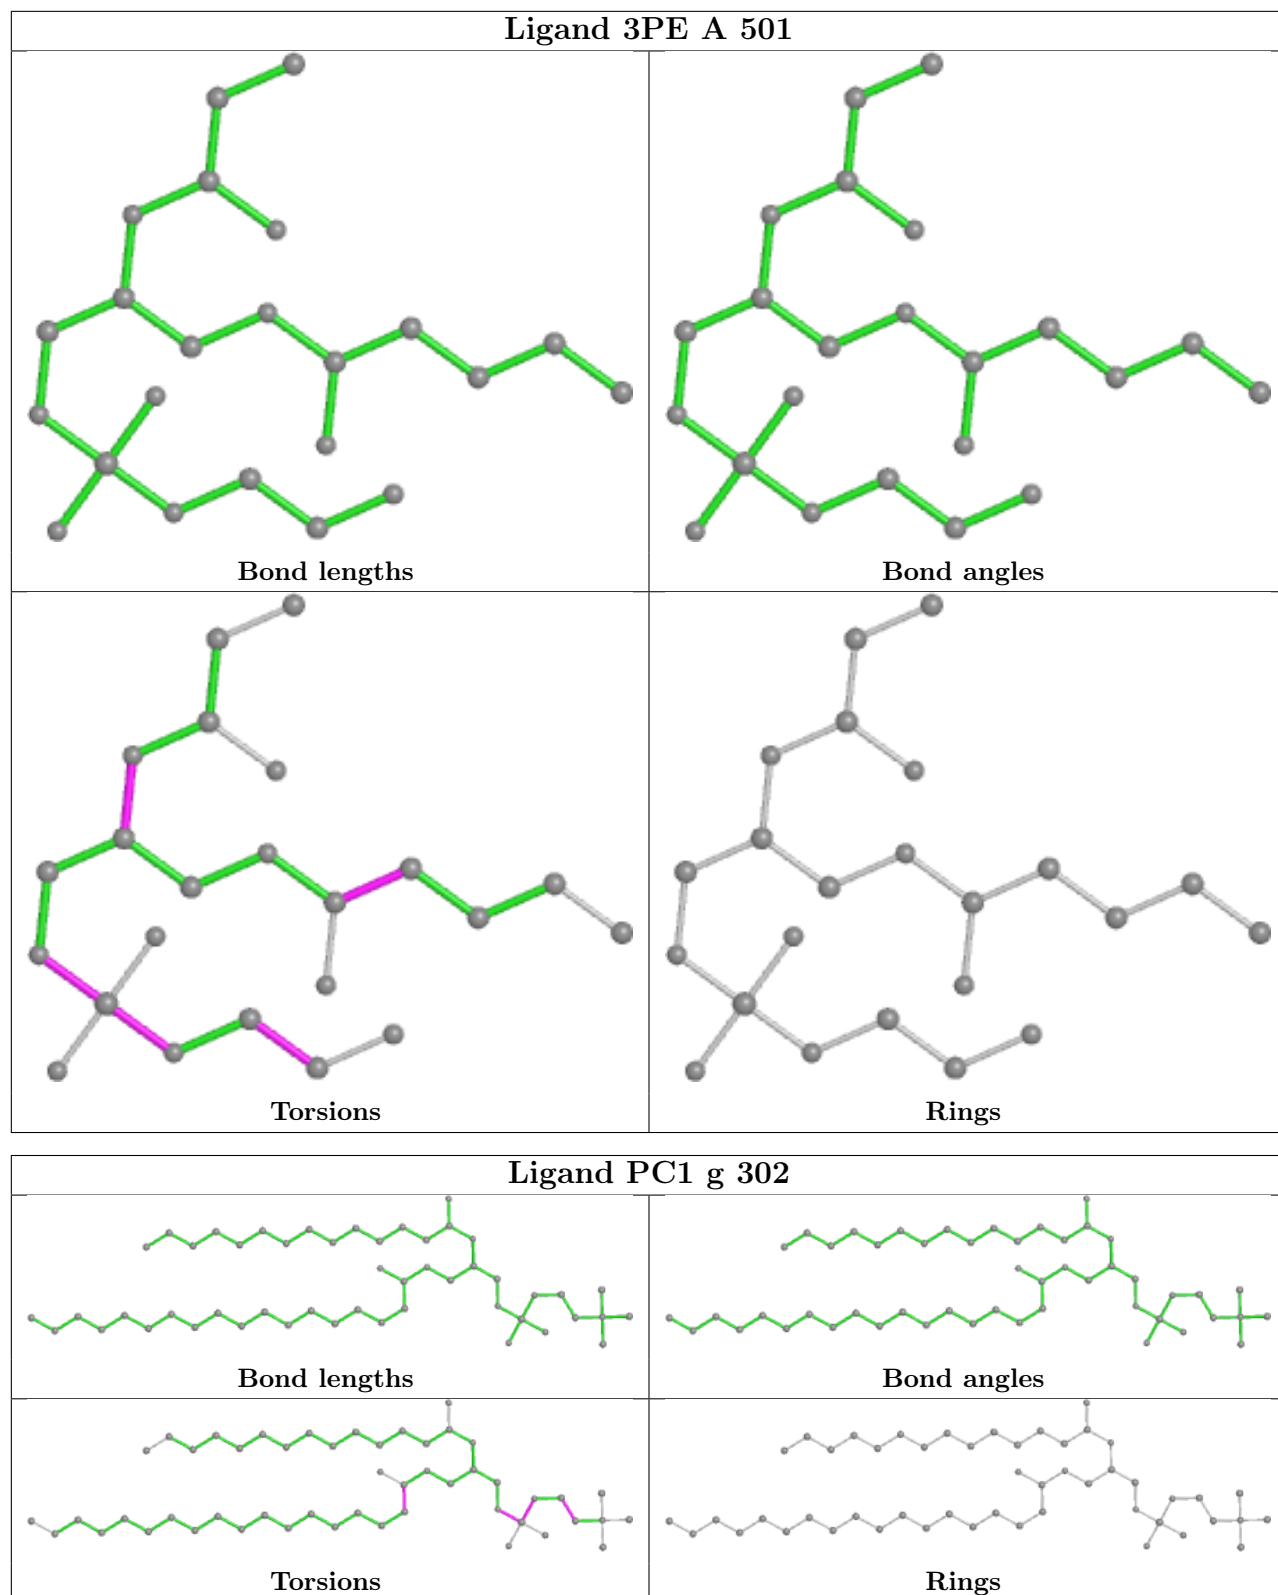 Ligand 3PE A 501
Bond lengths
Bond angles
Torsions
Rings
Ligand PC1 g 302
Bond lengths
Bond angles
Torsions
Rings